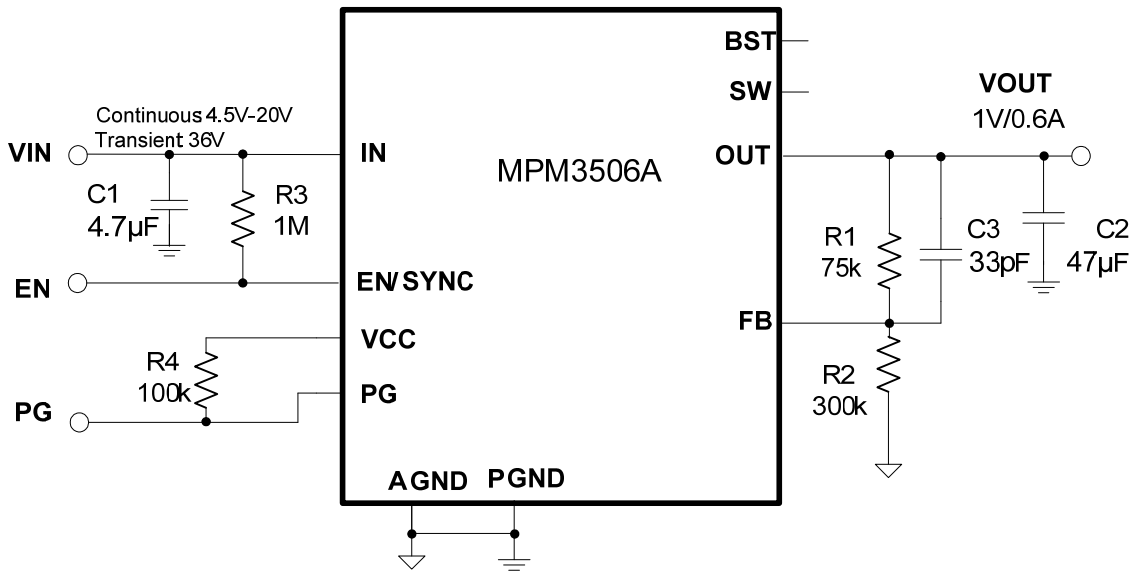 BST
SW
VOUT
1V/0.6A
Continuous:4.5V-20V
Transient 36V
VIN
IN
MPM3506A
OUT
C1
4.7µF
R3
1M
R1
75k
C3
33pF
C2
47µF
EN
EN/SYNC
FB
VCC
R4
100k
PG
PG
R2
300k
AGND
PGND